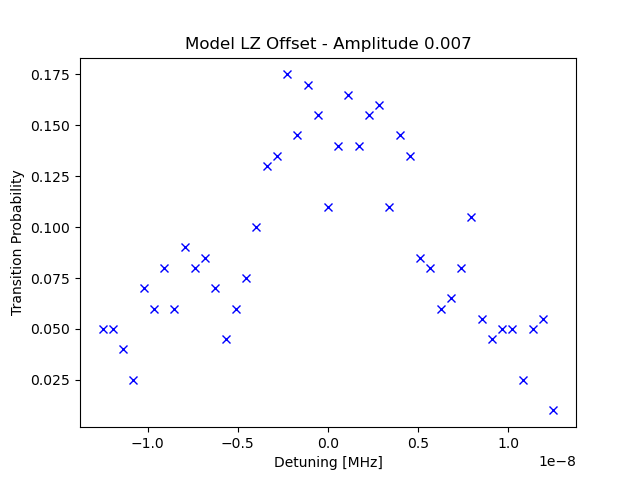 Model LZ Offset - Amplitude 0.007
Transition Probability
0.175
0.150
0.125
0.100
0.075
0.050
0.025
−1.0 −0.5 0.0 0.5 1.0
1e−8
Detuning [MHz]